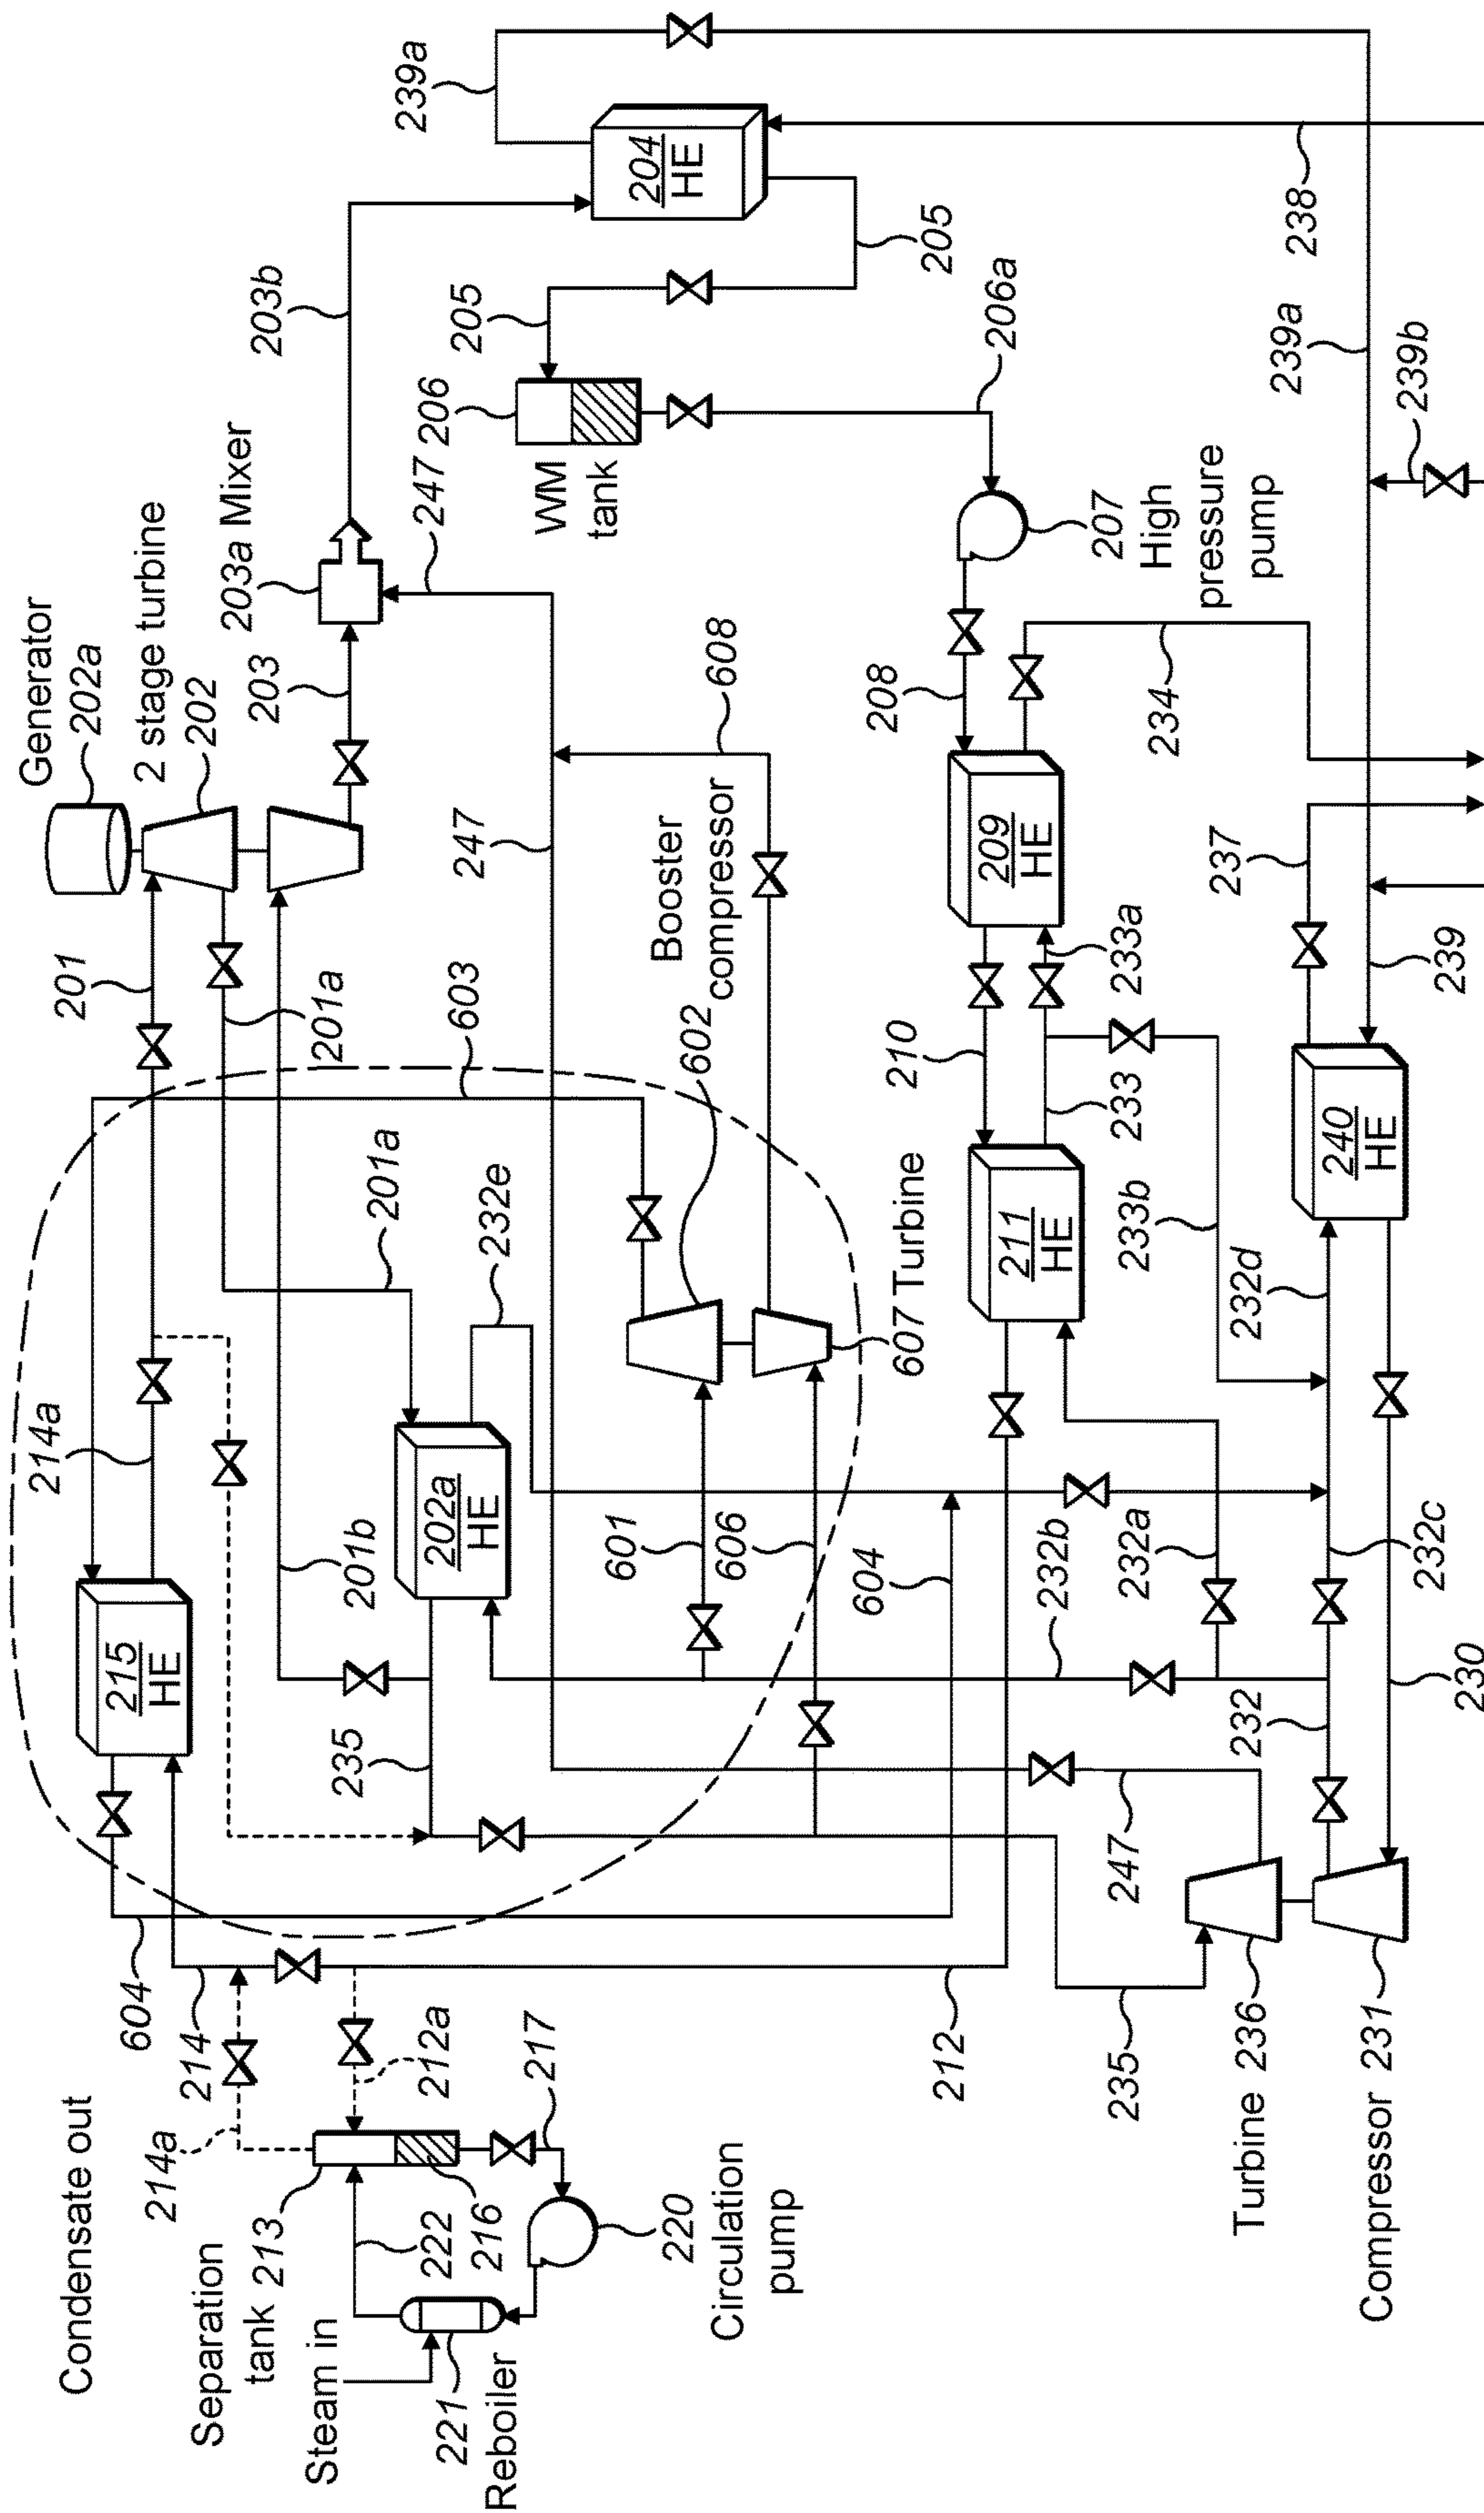 Condensate out
214a
Separation
tank 213
Steam in
222
216
221
Reboiler
217
220
Circulation
pump
212a
214
604
212
235
Turbine 236
Compressor 231
247
215
HE
214a
235
201b
202a
HE
601
606
604
232b
232a
232
232c
230
201
201a
201a
232e
603
602
607 Turbine
Booster
compressor
210
211
HE
233
233a
233b
232d
240
HE
239
237
Generator
202a
2 stage turbine
202
203
203a Mixer
247
247
608
208
209
HE
234
207 High
pressure
pump
203b
205
206
WM
tank
206a
205
204
HE
239a
239a
239b
238